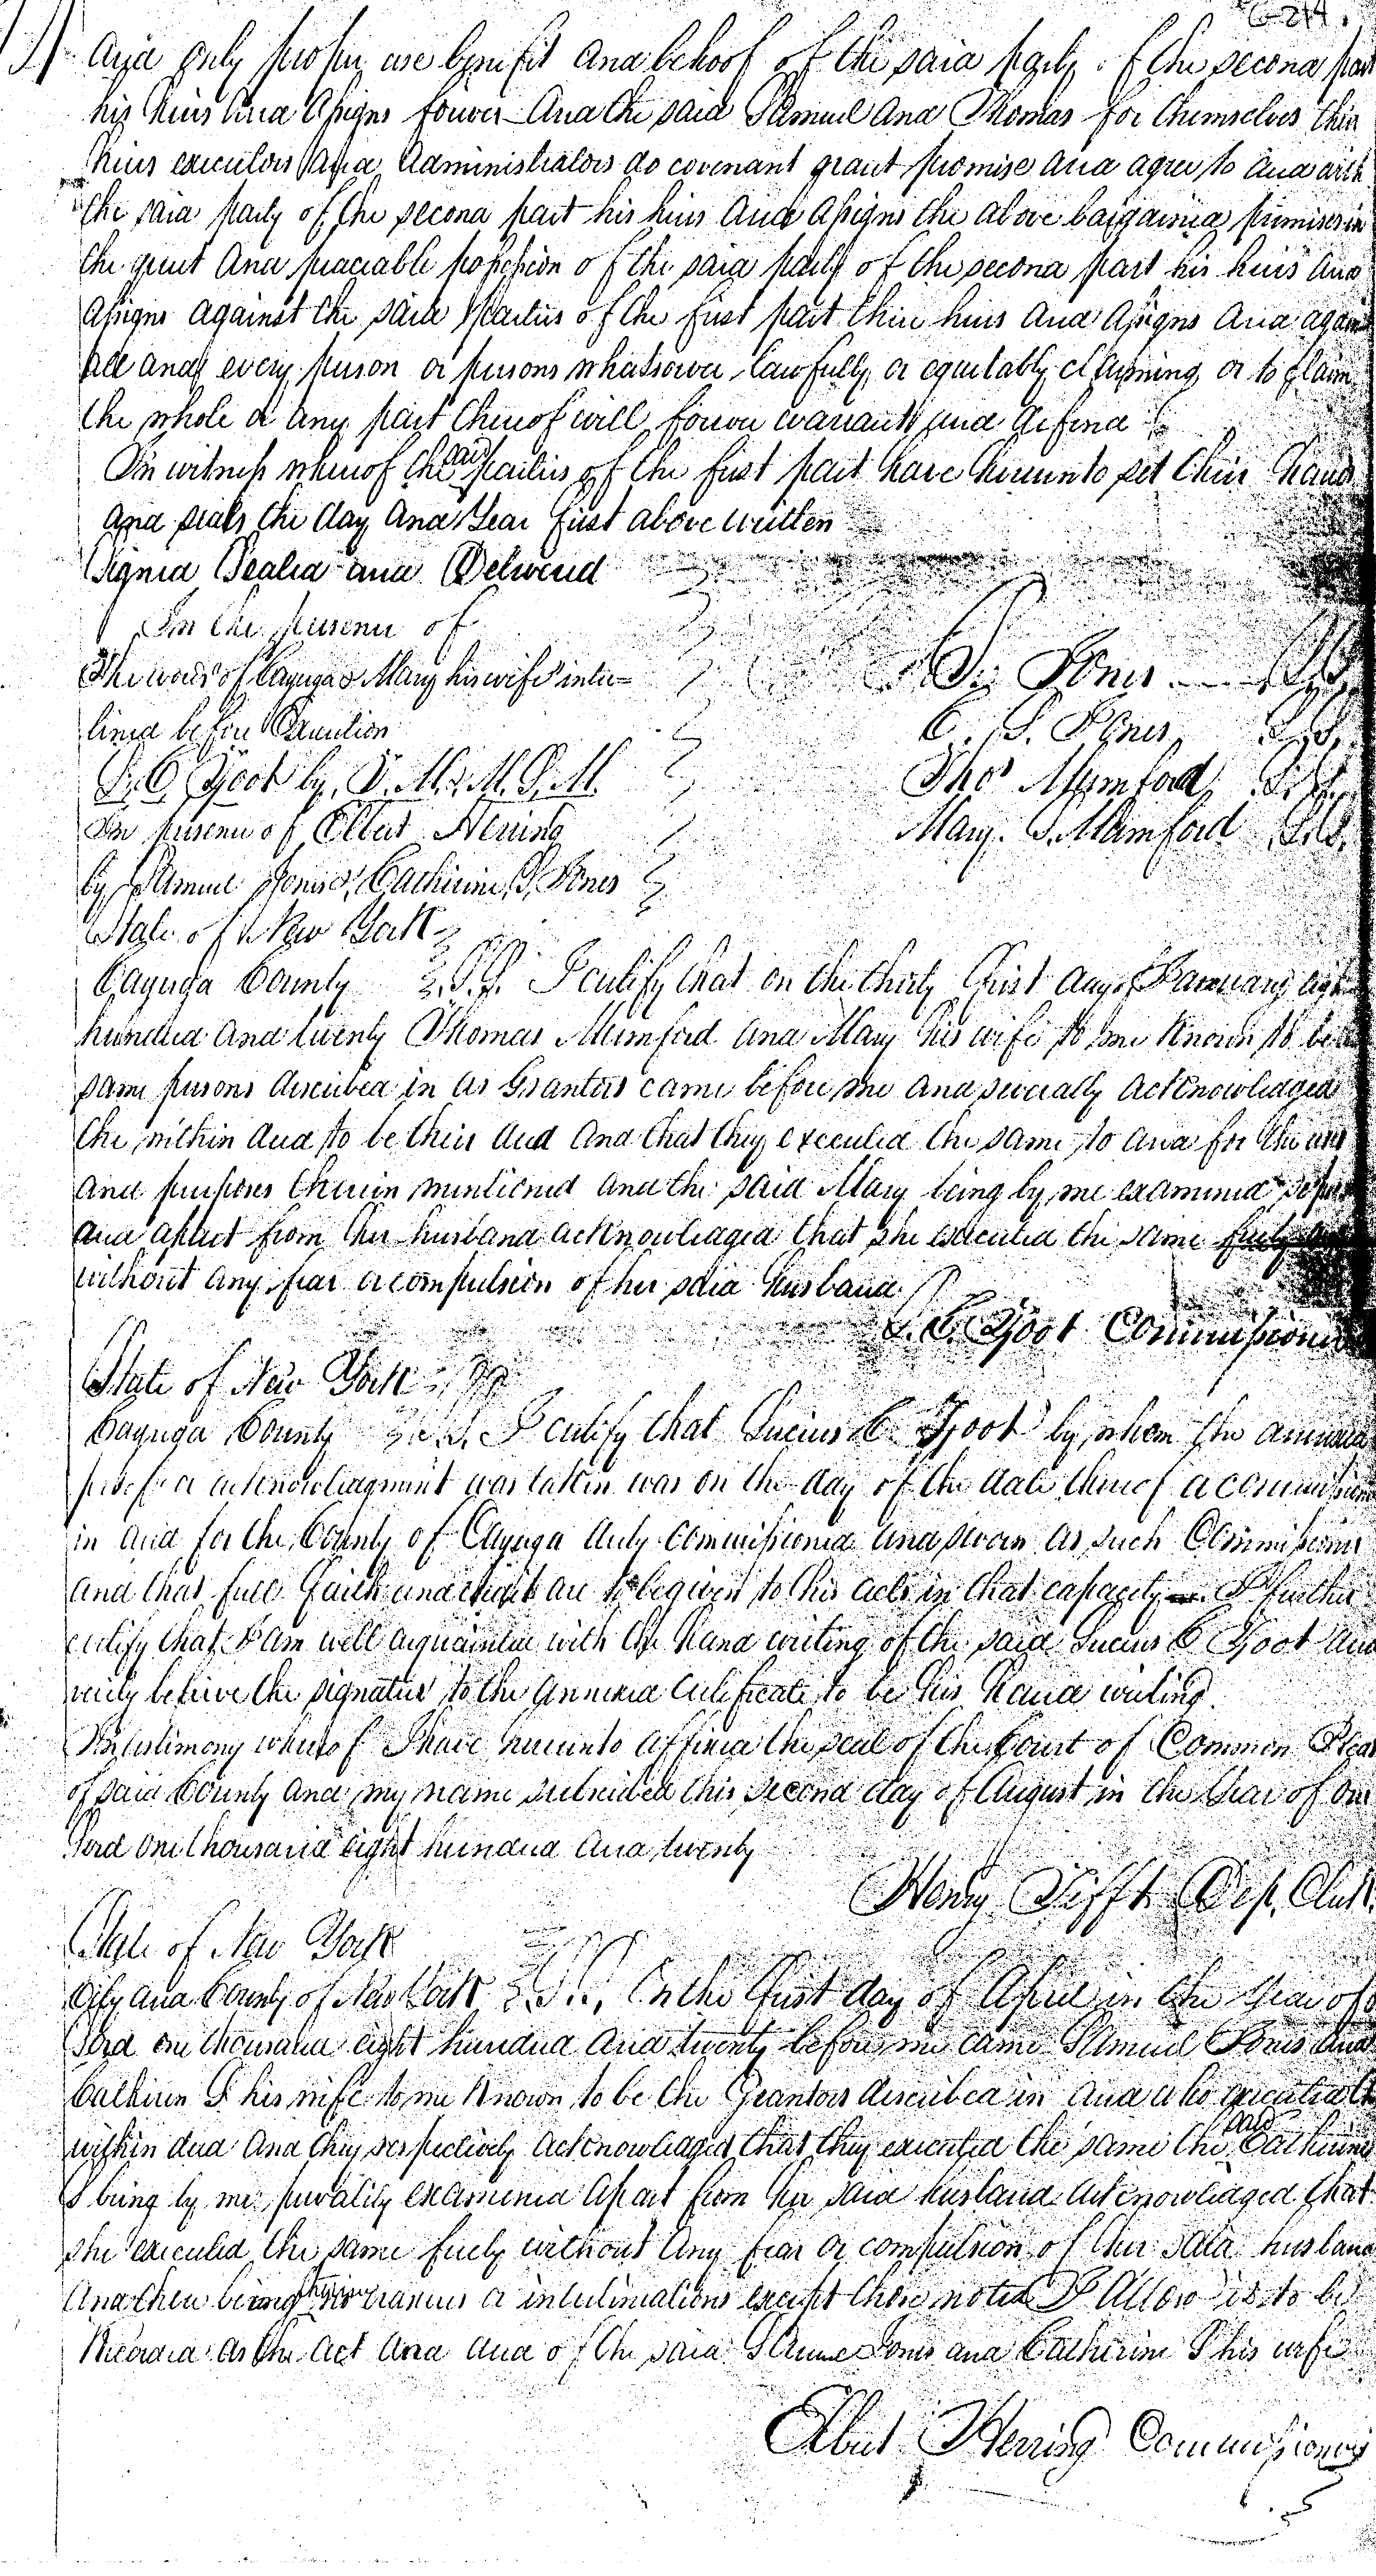 214.
And only proper use benefit and behoof of the said party of the second part
his heirs and Assigns forever And the said Samuel and Thomas for themselves their
heirs executors and Administrators do covenant grant promise and agree to and with
the said party of the second part his heirs and Assigns the above bargained premises in
the quiet and peaceable possession of the said party of the second part his heirs and
Assigns against the said parties of the first part their heirs and Assigns and against
all and every person or persons whatsoever lawfully or equitably claiming or to claim
the whole or any part thereof will forever warrant and defend
In witness whereof the said parties of the first part have hereunto set their hands
and seals the day and Year first above written
Signed Sealed and Delivered
In the presence of
The words of Cayuga & Mary his wife inter= S. Jones L.S.
lined before Execution C. S. Jones L.S.
L. C. Foot by T. M. & M. S. M. Thos Mumford L.S.
In presence of Elbert Herring Mary S. Mumford L.S.
by Samuel Jones & Catherine S. Jones
State of New York
Cayuga County S.S. I certify that on the thirty first day of January eight
hundred and twenty Thomas Mumford and Mary his wife to me known to be the
same persons described in as Grantors came before me and severally acknowledged
the within deed to be their deed and that they executed the same to and for the uses
and purposes therein mentioned and the said Mary being by me examined separate
and apart from her husband acknowledged that she executed the same freely and
without any fear or compulsion of her said husband
L. C. Foot Commissioner
State of New York
Cayuga County S.S. I certify that Lucius C. Foot by whom the annexed
proof or acknowledgment was taken was on the day of the date thereof a commissioner
in and for the County of Cayuga duly commissioned and sworn as such Commissioner
and that full faith and credit are to be given to his acts in that capacity I further
certify that I am well acquainted with the hand writing of the said Lucius C Foot and
verily believe the signature to the annexed Certificate to be his hand writing
In testimony whereof I have hereunto affixed the seal of the Court of Common Pleas
of said County and my name subscribed this second day of August in the Year of our
Lord one thousand eight hundred and twenty
Henry Tifft Dep. Clerk.
State of New York
City and County of New York S.S. On the first day of April in the Year of our
Lord one thousand eight hundred and twenty before me came Samuel Jones and
Catherin S his wife to me known to be the Grantors described in and who executed the
within deed and they respectively acknowledged that they executed the same the said Catherine
S being by me privately examined apart from her said husband acknowledged that
she executed the same freely without any fear or compulsion of her said husband
And there being therein no erasures or interlineations except those noted I Allow it to be
Recorded as the act and deed of the said Samuel Jones and Catherine S his wife
Elbert Herring Commissioner